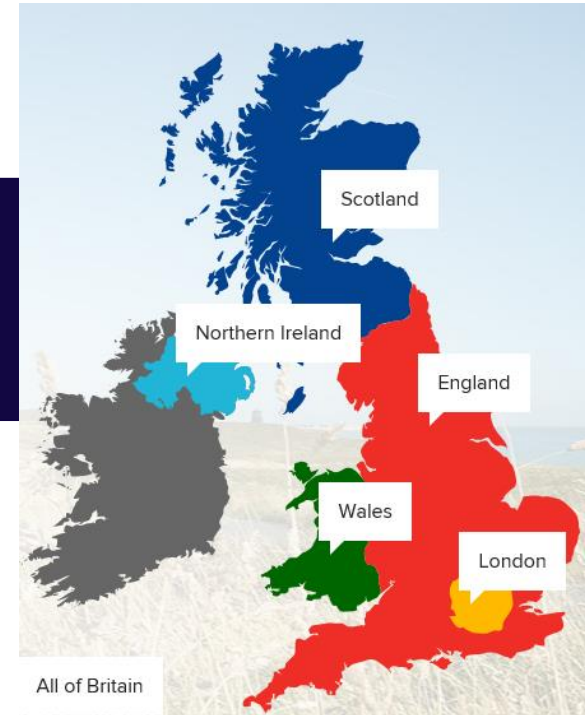 Scotland
Northern Ireland
England
Wales
London
All of Britain